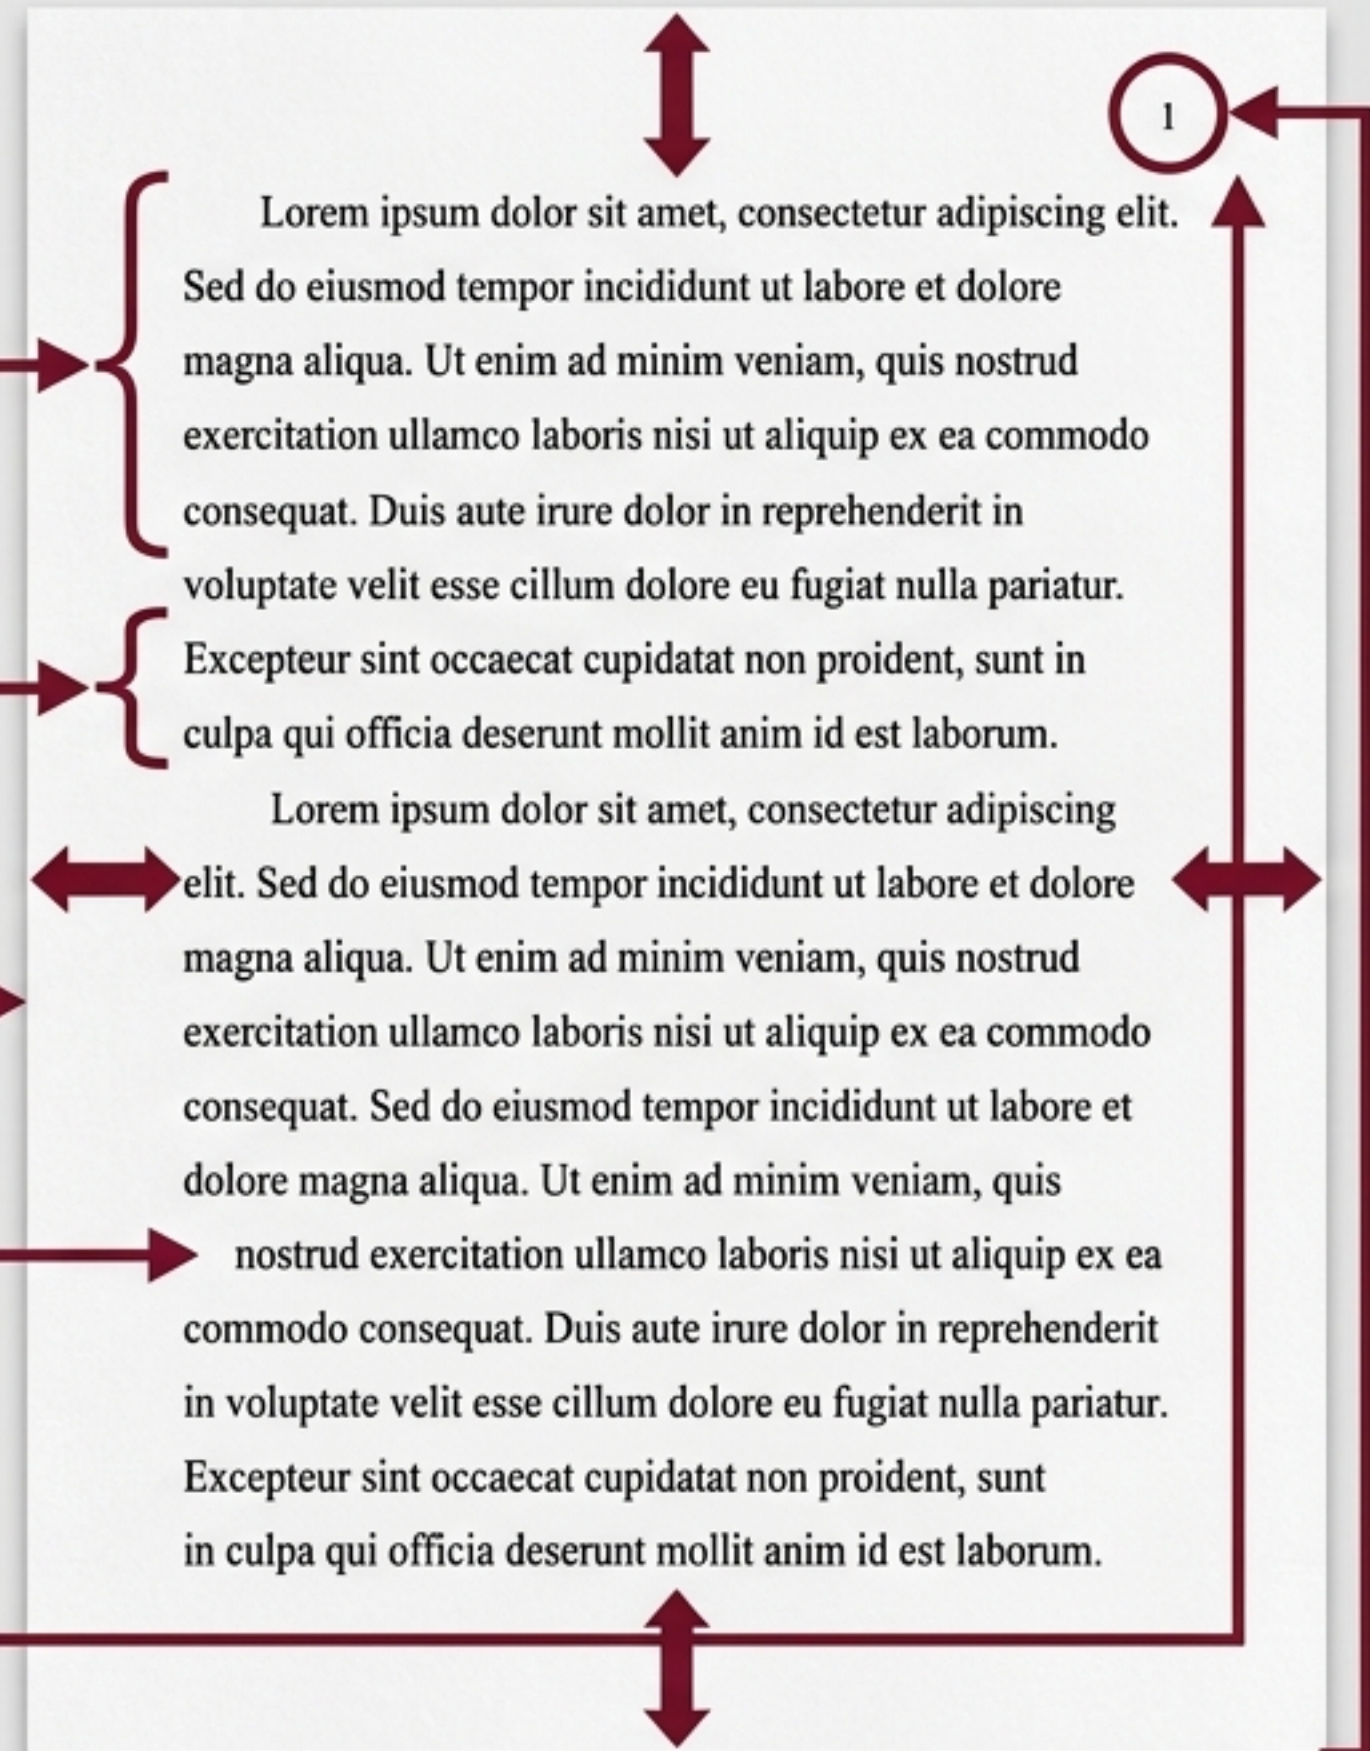 1
Lorem ipsum dolor sit amet, consectetur adipiscing elit.
Sed do eiusmod tempor incididunt ut labore et dolore
magna aliqua. Ut enim ad minim veniam, quis nostrud
exercitation ullamco laboris nisi ut aliquip ex ea commodo
consequat. Duis aute irure dolor in reprehenderit in
voluptate velit esse cillum dolore eu fugiat nulla pariatur.
Excepteur sint occaecat cupidatat non proident, sunt in
culpa qui officia deserunt mollit anim id est laborum.
Lorem ipsum dolor sit amet, consectetur adipiscing
elit. Sed do eiusmod tempor incididunt ut labore et dolore
magna aliqua. Ut enim ad minim veniam, quis nostrud
exercitation ullamco laboris nisi ut aliquip ex ea commodo
consequat. Sed do eiusmod tempor incididunt ut labore et
dolore magna aliqua. Ut enim ad minim veniam, quis
nostrud exercitation ullamco laboris nisi ut aliquip ex ea
commodo consequat. Duis aute irure dolor in reprehenderit
in voluptate velit esse cillum dolore eu fugiat nulla pariatur.
Excepteur sint occaecat cupidatat non proident, sunt
in culpa qui officia deserunt mollit anim id est laborum.